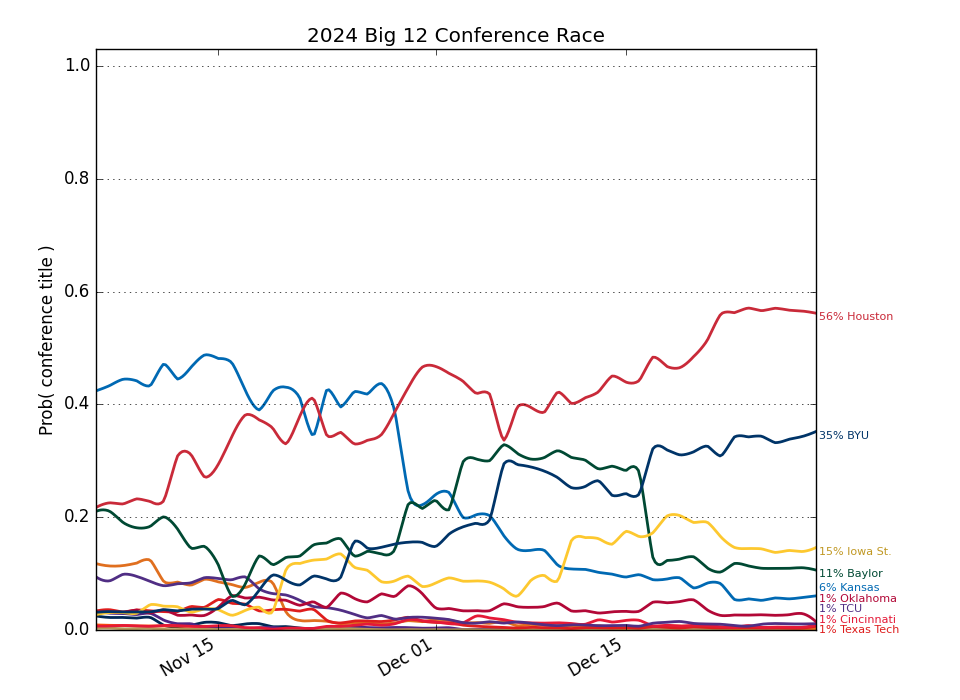 2024 Big 12 Conference Race
Prob( conference title )
1.0
0.8
0.6
0.4
0.2
0.0
Nov 15
Dec 01
Dec 15
56% Houston
35% BYU
15% Iowa St.
11% Baylor
6% Kansas
1% Oklahoma
1% TCU
1% Cincinnati
1% Texas Tech